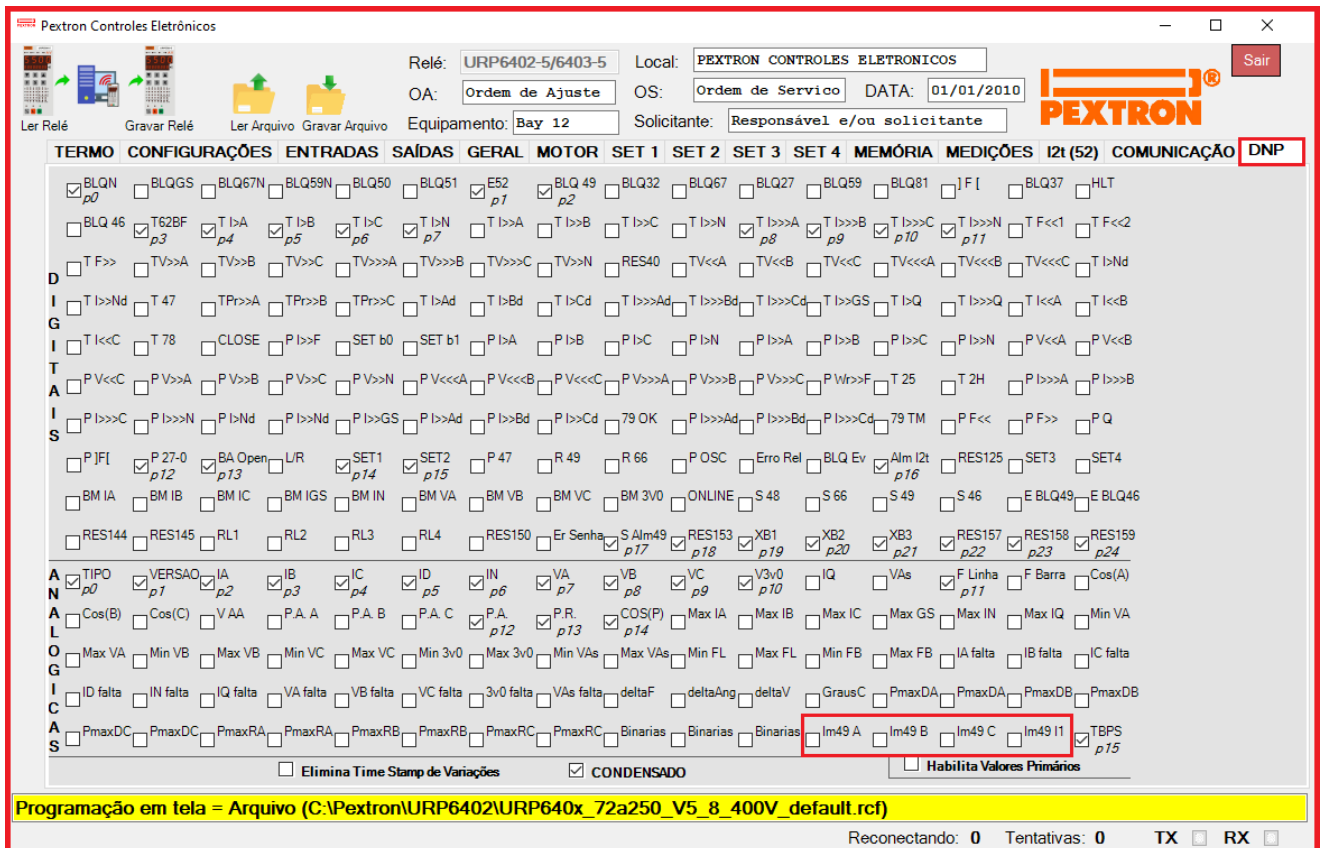 Pextron Controles Eletrônicos
Relé: URP6402-5/6403-5 Local: PEXTRON CONTROLES ELETRONICOS Sair
OA: Ordem de Ajuste OS: Ordem de Servico DATA: 01/01/2010
PEXTRON®
Ler Relé Gravar Relé Ler Arquivo Gravar Arquivo Equipamento: Bay 12 Solicitante: Responsável e/ou solicitante
TERMO CONFIGURAÇÕES ENTRADAS SAÍDAS GERAL MOTOR SET 1 SET 2 SET 3 SET 4 MEMÓRIA MEDIÇÕES I2t (52) COMUNICAÇÃO DNP
DIGITAIS
BLQN BLQGS BLQ67N BLQ59N BLQ50 BLQ51 E52 BLQ 49 BLQ32 BLQ67 BLQ27 BLQ59 BLQ81 ] F [ BLQ37 HLT
p0 p1 p2
BLQ 46 T62BF T I>A T I>B T I>C T I>N T I>>A T I>>B T I>>C T I>>N T I>>>A T I>>>B T I>>>C T I>>>N T F<<1 T F<<2
p3 p4 p5 p6 p7 p8 p9 p10 p11
T F>> TV>>A TV>>B TV>>C TV>>>A TV>>>B TV>>>C TV>>N RES40 TV<<A TV<<B TV<<C TV<<<A TV<<<B TV<<<C T I>Nd
T I>>Nd T 47 TPr>>A TPr>>B TPr>>C T I>Ad T I>Bd T I>Cd T I>>>Ad T I>>>Bd T I>>>Cd T I>>GS T I>Q T I>>>Q T I<<A T I<<B
T I<<C T 78 CLOSE P I>>F SET b0 SET b1 P I>A P I>B P I>C P I>N P I>>A P I>>B P I>>C P I>>N P V<<A P V<<B
P V<<C P V>>A P V>>B P V>>C P V>>N P V<<<A P V<<<B P V<<<C P V>>>A P V>>>B P V>>>C P Wr>>F T 25 T 2H P I>>>A P I>>>B
P I>>>C P I>>>N P I>Nd P I>>Nd P I>>GS P I>>Ad P I>>Bd P I>>Cd 79 OK P I>>>Ad P I>>>Bd P I>>>Cd 79 TM P F<< P F>> P Q
P ]F[ P 27-0 BA Open L/R SET1 SET2 P 47 R 49 R 66 P OSC Erro Rel BLQ Ev Alm I2t RES125 SET3 SET4
p12 p13 p14 p15 p16
BM IA BM IB BM IC BM IGS BM IN BM VA BM VB BM VC BM 3V0 ONLINE S 48 S 66 S 49 S 46 E BLQ49 E BLQ46
RES144 RES145 RL1 RL2 RL3 RL4 RES150 Er Senha S Alm49 RES153 XB1 XB2 XB3 RES157 RES158 RES159
p17 p18 p19 p20 p21 p22 p23 p24
ANALOGICAS
TIPO VERSAO IA IB IC ID IN VA VB VC V3v0 IQ VAs F Linha F Barra Cos(A)
p0 p1 p2 p3 p4 p5 p6 p7 p8 p9 p10 p11
Cos(B) Cos(C) V AA P.A. A P.A. B P.A. C P.A. P.R. COS(P) Max IA Max IB Max IC Max GS Max IN Max IQ Min VA
p12 p13 p14
Max VA Min VB Max VB Min VC Max VC Min 3v0 Max 3v0 Min VAs Max VAs Min FL Max FL Min FB Max FB IA falta IB falta IC falta
ID falta IN falta IQ falta VA falta VB falta VC falta 3v0 falta VAs falta deltaF deltaAng deltaV GrausC PmaxDA PmaxDA PmaxDB PmaxDB
PmaxDC PmaxDC PmaxRA PmaxRA PmaxRB PmaxRB PmaxRC PmaxRC Binarias Binarias Binarias Im49 A Im49 B Im49 C Im49 I1 TBPS
p15
Elimina Time Stamp de Variações CONDENSADO Habilita Valores Primários
Programação em tela = Arquivo (C:\Pextron\URP6402\URP640x_72a250_V5_8_400V_default.rcf)
Reconectando: 0 Tentativas: 0 TX RX